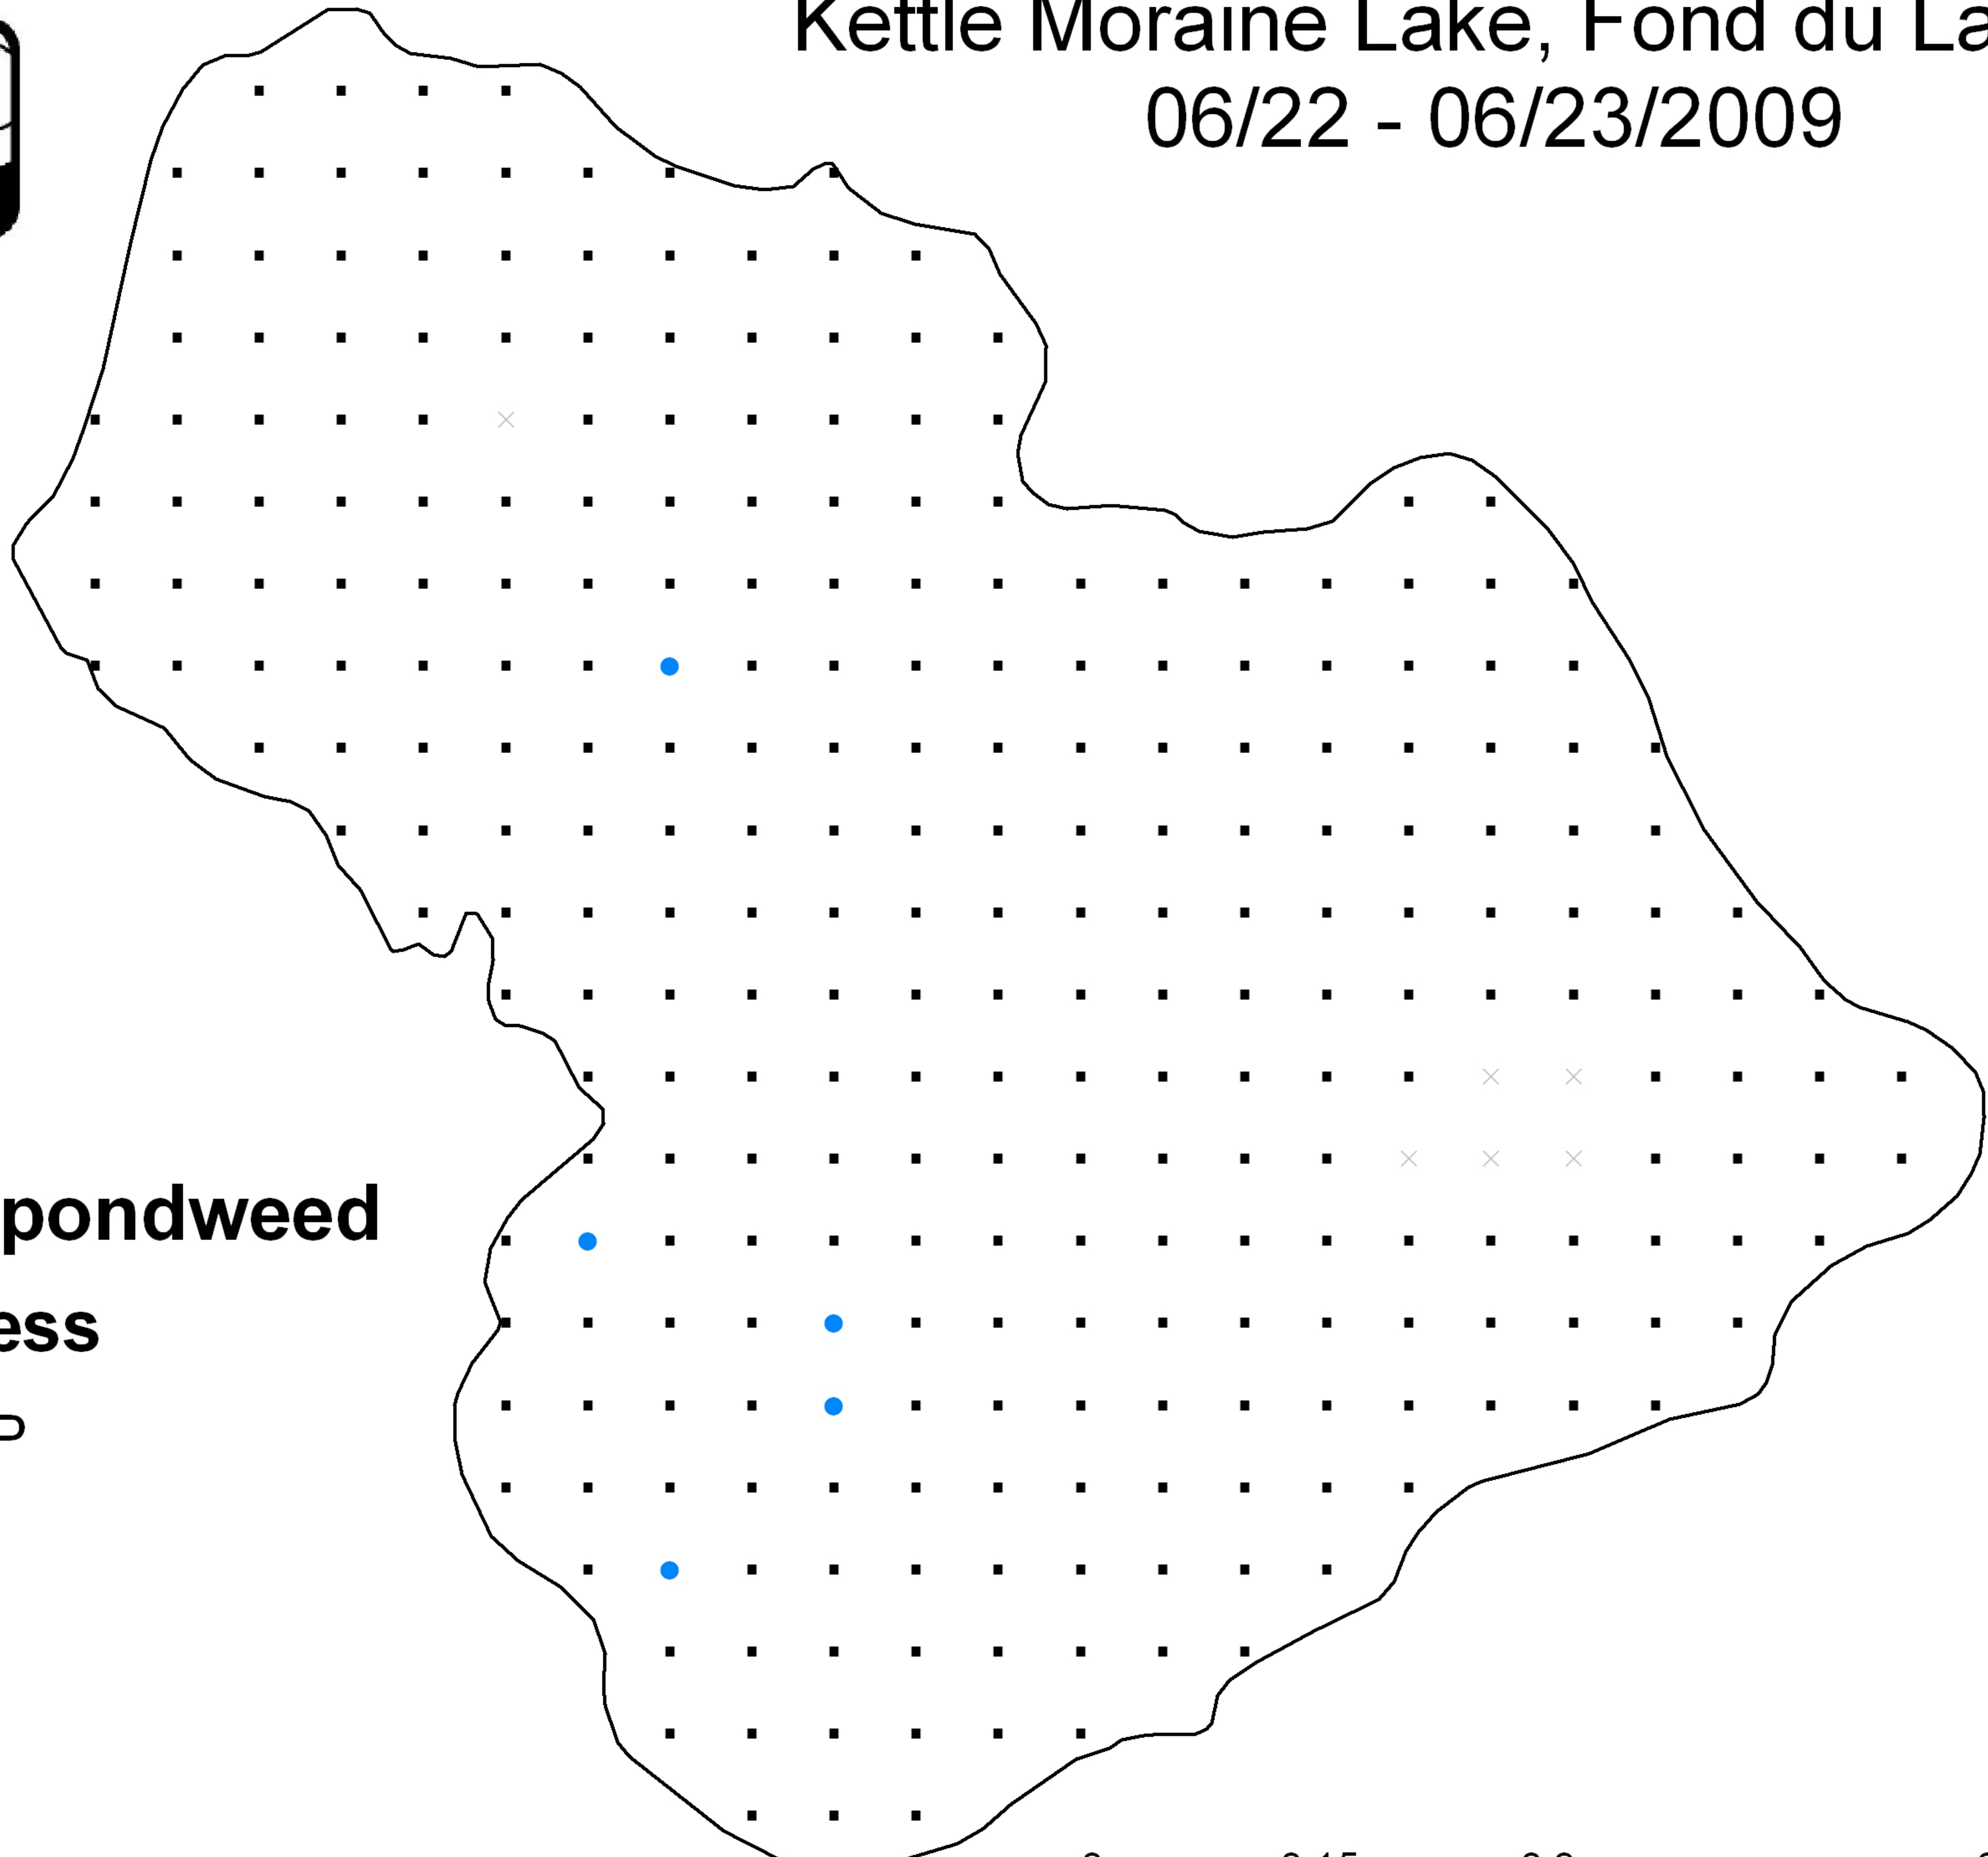 Kettle Moraine Lake, Fond du La
06/22 - 06/23/2009
pondweed
ess